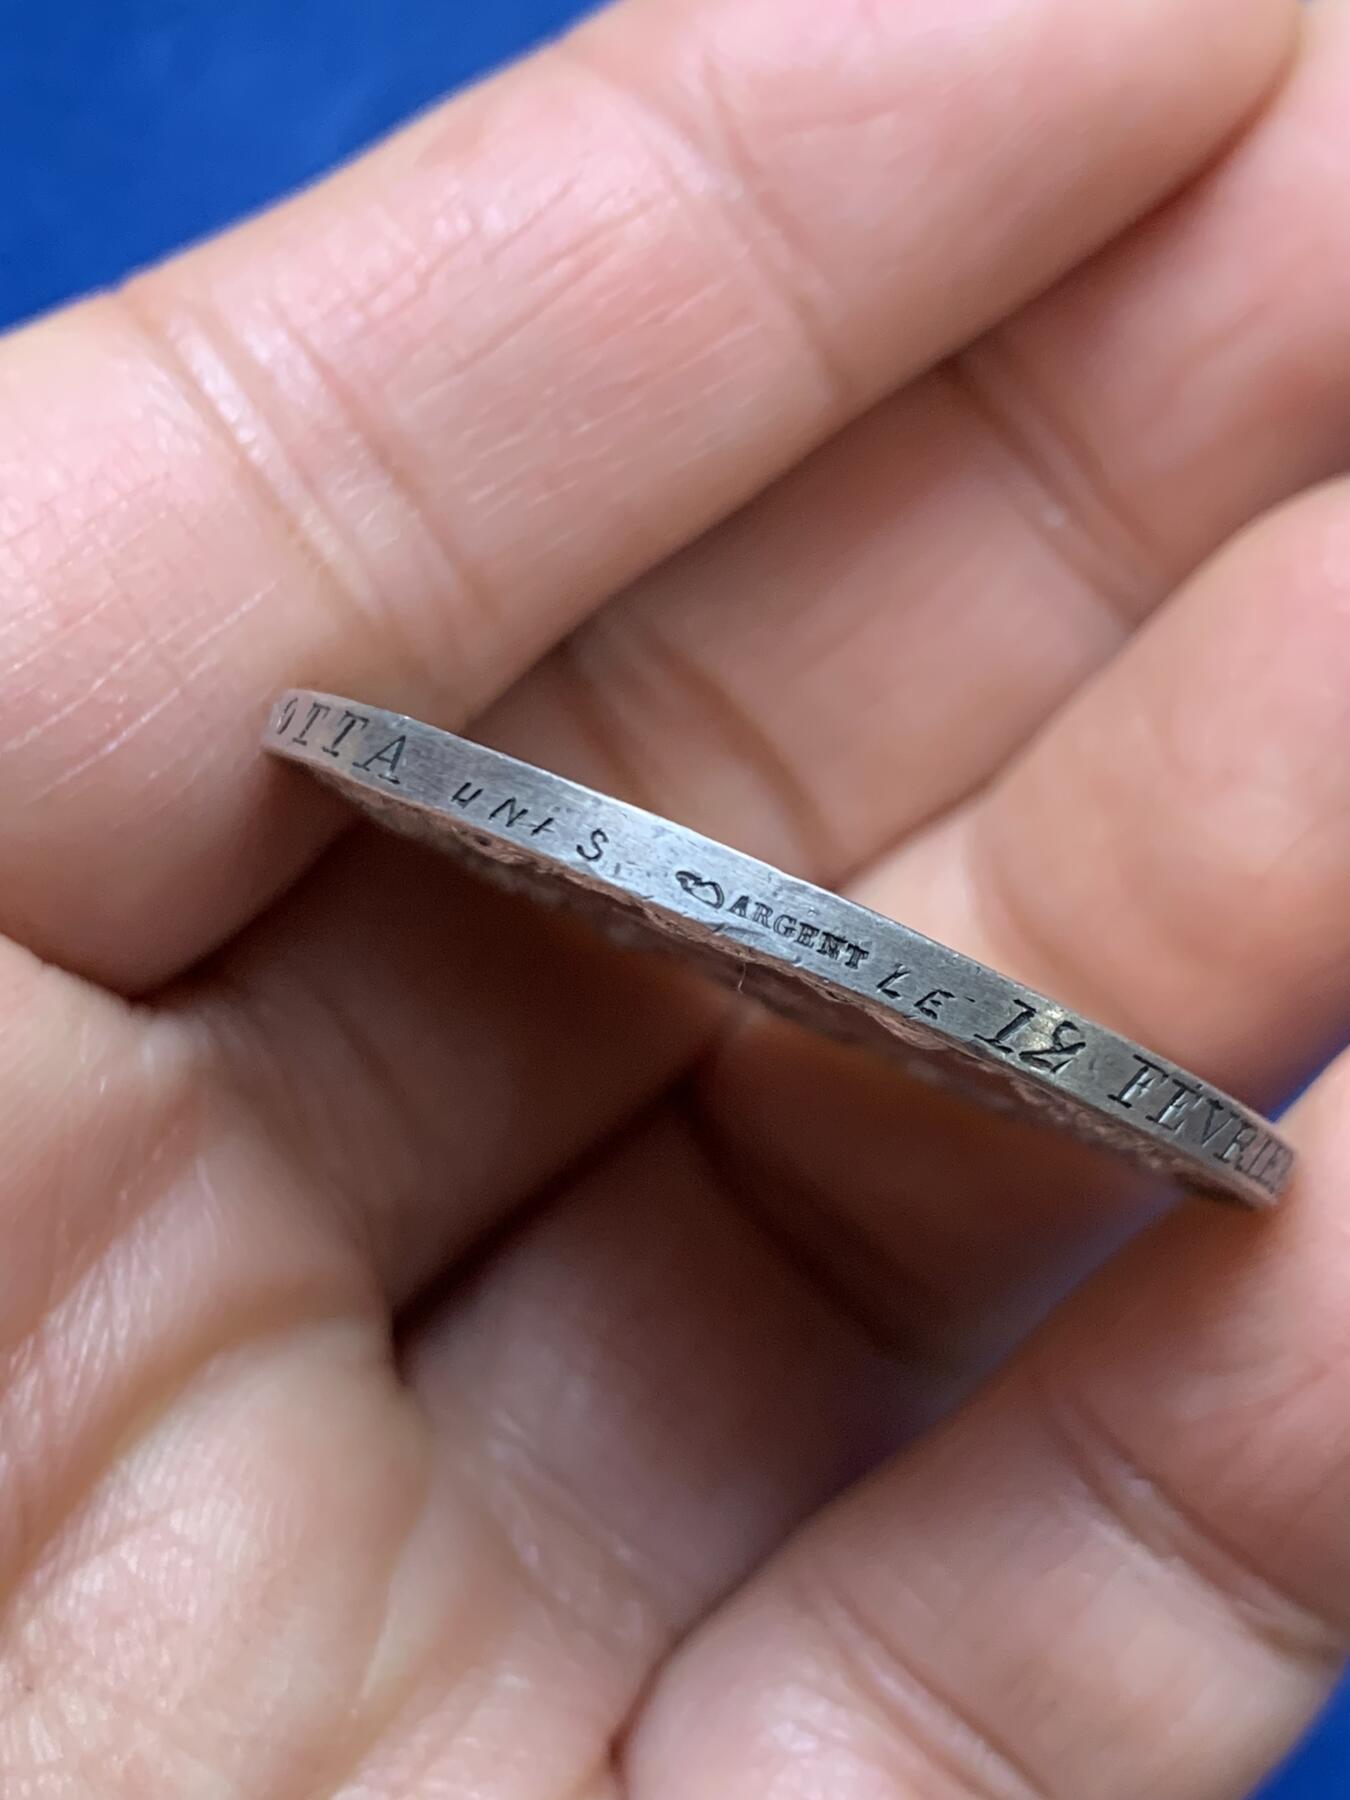 OTTA UNIS ARGENT LE 12 FÉVRIE